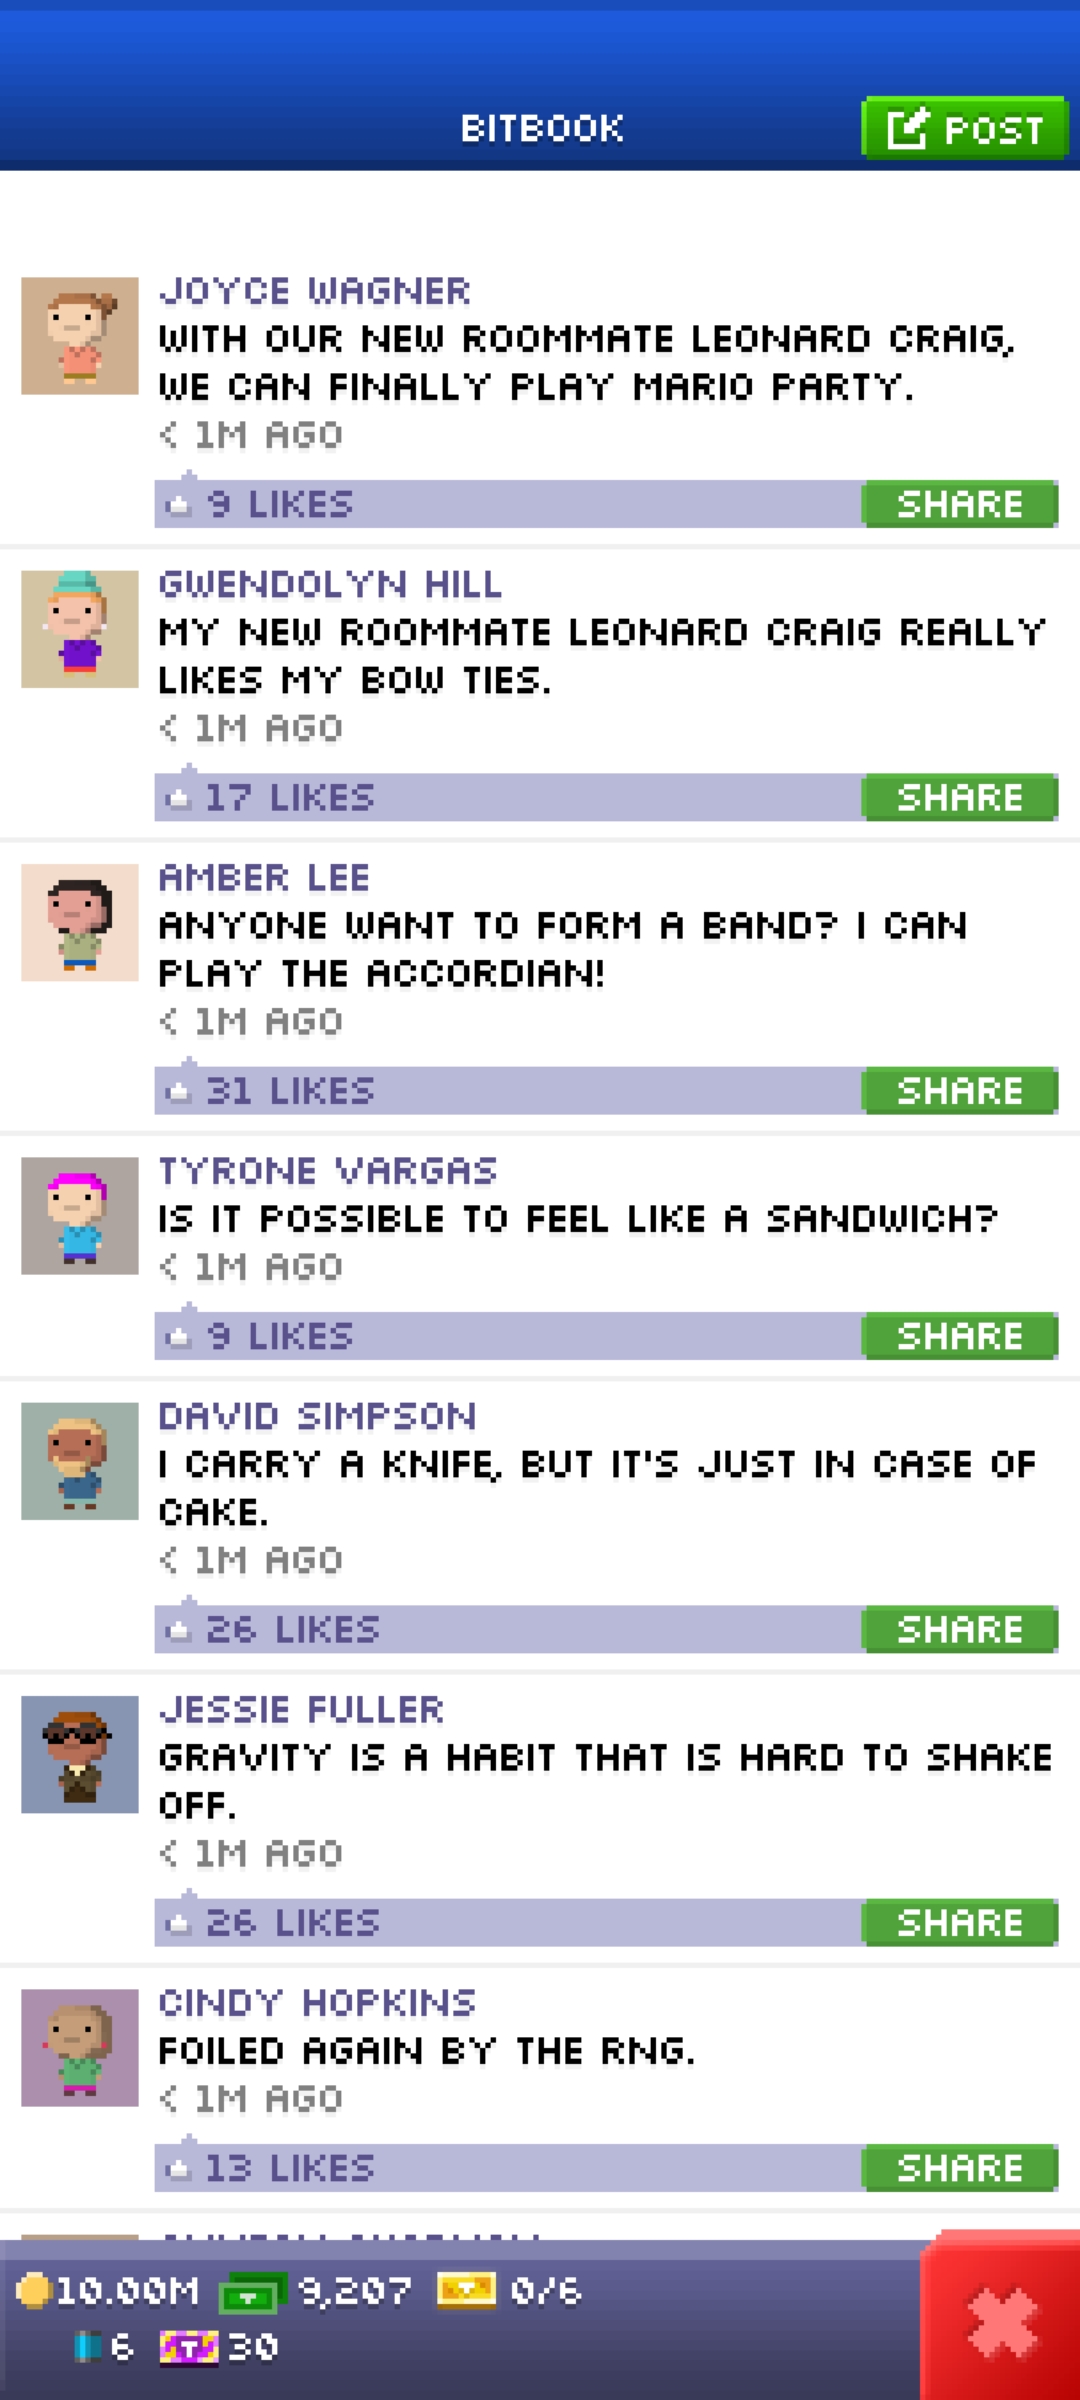 BITBOOK
POST
JOYCE WAGNER
WITH OUR NEW ROOMMATE LEONARD CRAIG,
WE CAN FINALLY PLAY MARIO PARTY.
< 1M AGO
9 LIKES
SHARE
GWENDOLYN HILL
MY NEW ROOMMATE LEONARD CRAIG REALLY
LIKES MY BOW TIES.
< 1M AGO
17 LIKES
SHARE
AMBER LEE
ANYONE WANT TO FORM A BAND? I CAN
PLAY THE ACCORDIAN!
< 1M AGO
31 LIKES
SHARE
TYRONE VARGAS
IS IT POSSIBLE TO FEEL LIKE A SANDWICH?
< 1M AGO
9 LIKES
SHARE
DAVID SIMPSON
I CARRY A KNIFE, BUT IT'S JUST IN CASE OF
CAKE.
< 1M AGO
26 LIKES
SHARE
JESSIE FULLER
GRAVITY IS A HABIT THAT IS HARD TO SHAKE
OFF.
< 1M AGO
26 LIKES
SHARE
CINDY HOPKINS
FOILED AGAIN BY THE RNG.
< 1M AGO
13 LIKES
SHARE
10.00M 9,207 0/6
6 T 30